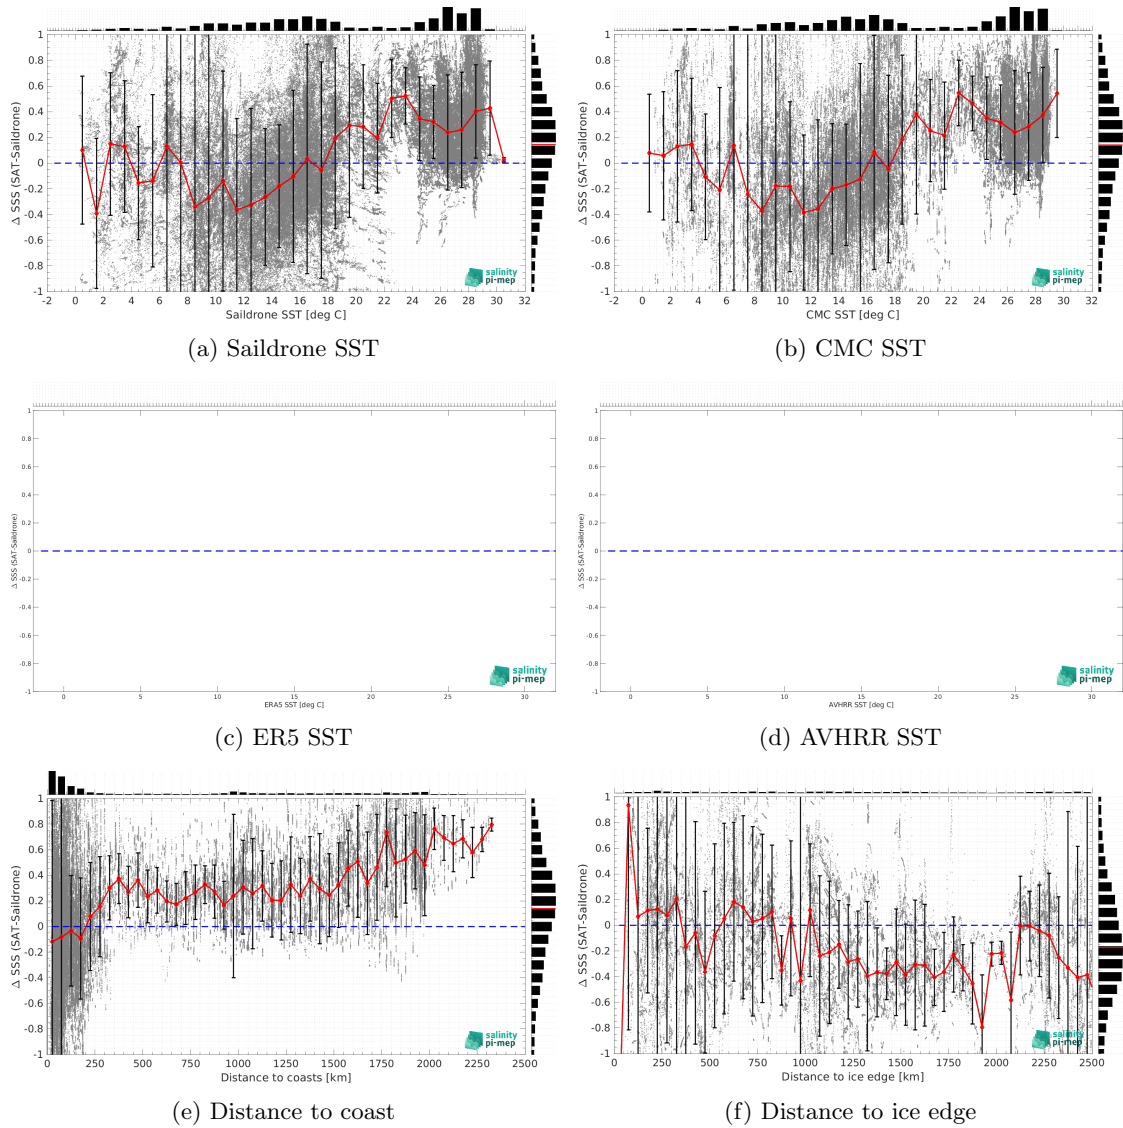 1
0.8
0.6
0.4
0.2
0
-0.2
-0.4
-0.6
-0.8
-1
Δ SSS (SAT-Saildrone)
-2 0 2 4 6 8 10 12 14 16 18 20 22 24 26 28 30 32
Saildrone SST [deg C]
salinity
pi-mep
(a) Saildrone SST
1
0.8
0.6
0.4
0.2
0
-0.2
-0.4
-0.6
-0.8
-1
Δ SSS (SAT-Saildrone)
-2 0 2 4 6 8 10 12 14 16 18 20 22 24 26 28 30 32
CMC SST [deg C]
salinity
pi-mep
(b) CMC SST
1
0.8
0.6
0.4
0.2
0
-0.2
-0.4
-0.6
-0.8
-1
Δ SSS (SAT-Saildrone)
0 5 10 15 20 25 30
ERA5 SST [deg C]
salinity
pi-mep
(c) ER5 SST
1
0.8
0.6
0.4
0.2
0
-0.2
-0.4
-0.6
-0.8
-1
Δ SSS (SAT-Saildrone)
0 5 10 15 20 25 30
AVHRR SST [deg C]
salinity
pi-mep
(d) AVHRR SST
1
0.8
0.6
0.4
0.2
0
-0.2
-0.4
-0.6
-0.8
-1
Δ SSS (SAT-Saildrone)
0 250 500 750 1000 1250 1500 1750 2000 2250 2500
Distance to coasts [km]
salinity
pi-mep
(e) Distance to coast
1
0.8
0.6
0.4
0.2
0
-0.2
-0.4
-0.6
-0.8
-1
Δ SSS (SAT-Saildrone)
0 250 500 750 1000 1250 1500 1750 2000 2250 2500
Distance to ice edge [km]
salinity
pi-mep
(f) Distance to ice edge